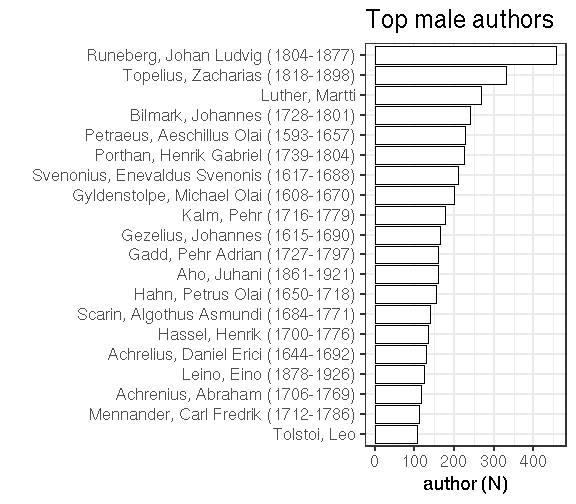 Top male authors
Runeberg, Johan Ludvig (1804-1877)
Topelius, Zacharias (1818-1898)
Luther, Martti
Bilmark, Johannes (1728-1801)
Petraeus, Aeschillus Olai (1593-1657)
Porthan, Henrik Gabriel (1739-1804)
Svenonius, Enevaldus Svenonis (1617-1688)
Gyldenstolpe, Michael Olai (1608-1670)
Kalm, Pehr (1716-1779)
Gezelius, Johannes (1615-1690)
Gadd, Pehr Adrian (1727-1797)
Aho, Juhani (1861-1921)
Hahn, Petrus Olai (1650-1718)
Scarin, Algothus Asmundi (1684-1771)
Hassel, Henrik (1700-1776)
Achrelius, Daniel Erici (1644-1692)
Leino, Eino (1878-1926)
Achrenius, Abraham (1706-1769)
Mennander, Carl Fredrik (1712-1786)
Tolstoi, Leo
0 100 200 300 400
author (N)